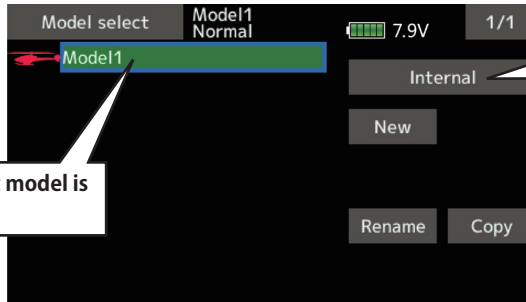 Model select
Model1
Normal
7.9V
1/1
Model1
Internal
New
model is
Rename
Copy